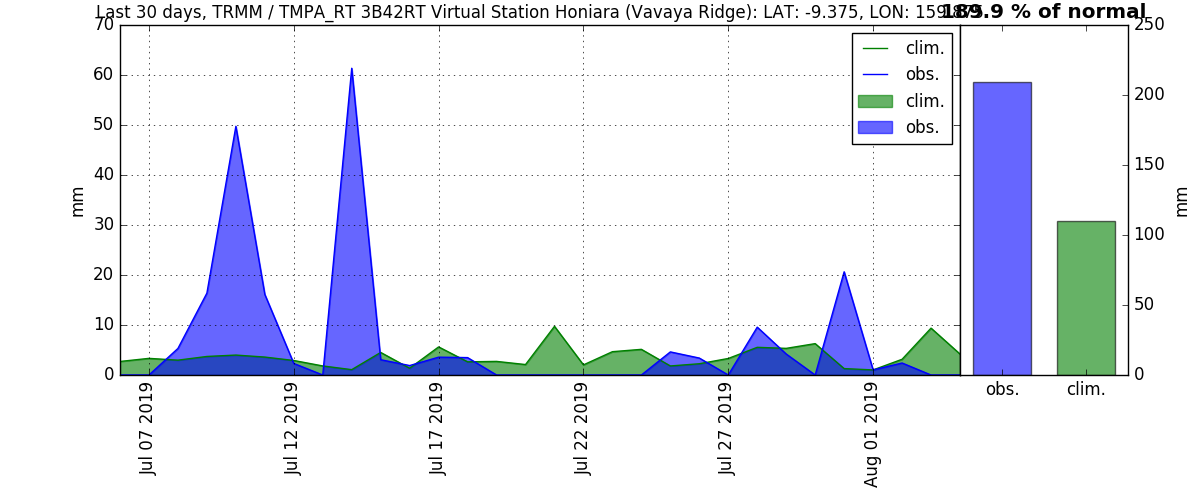 Last 30 days, TRMM / TMPA_RT 3B42RT Virtual Station Honiara (Vavaya Ridge): LAT: -9.375, LON: 159.875
189.9 % of normal
70
60
50
40
30
20
10
0
mm
clim.
obs.
clim.
obs.
Jul 07 2019
Jul 12 2019
Jul 17 2019
Jul 22 2019
Jul 27 2019
Aug 01 2019
250
200
150
100
50
0
mm
obs.
clim.